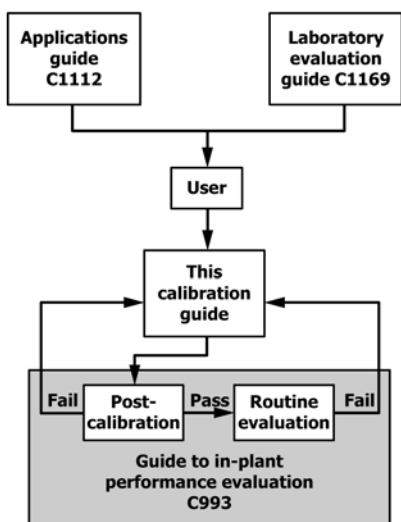 Applications
guide
C1112
Laboratory
evaluation
guide C1169
User
This
calibration
guide
Fail
Post-
calibration
Pass
Routine
evaluation
Fail
Guide to in-plant
performance evaluation
C993